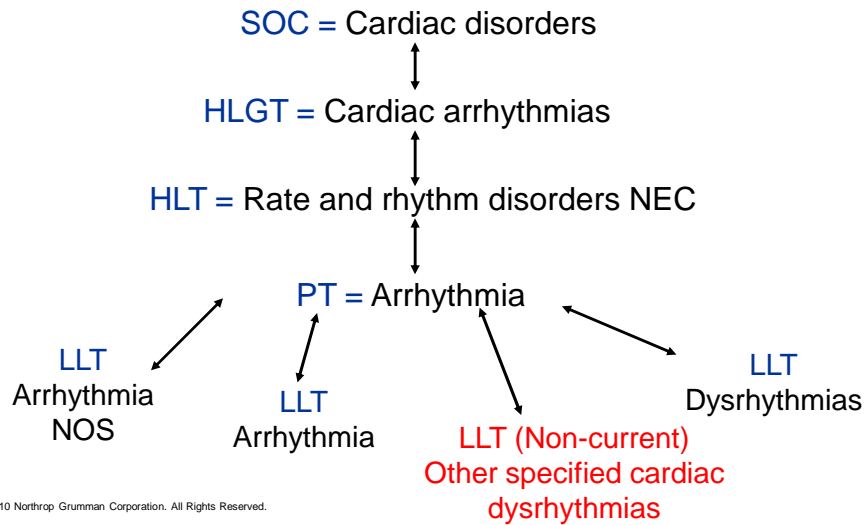 SOC = Cardiac disorders
HLGT = Cardiac arrhythmias
HLT = Rate and rhythm disorders NEC
PT = Arrhythmia
LLT
Arrhythmia
NOS
LLT
Arrhythmia
LLT (Non-current)
Other specified cardiac
dysrhythmias
LLT
Dysrhythmias
10 Northrop Grumman Corporation. All Rights Reserved.